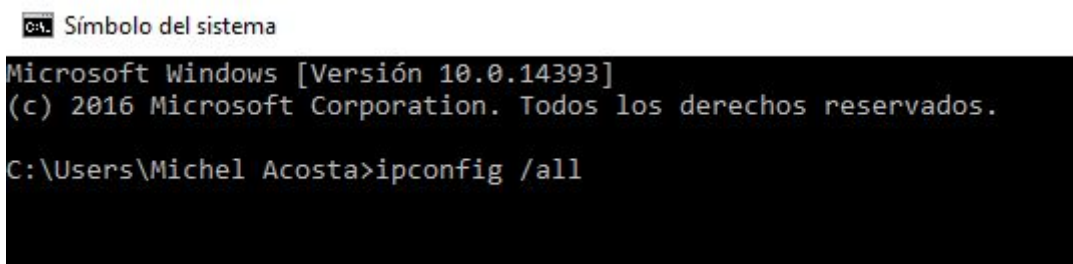 Símbolo del sistema
Microsoft Windows [Versión 10.0.14393]
(c) 2016 Microsoft Corporation. Todos los derechos reservados.
C:\Users\Michel Acosta>ipconfig /all